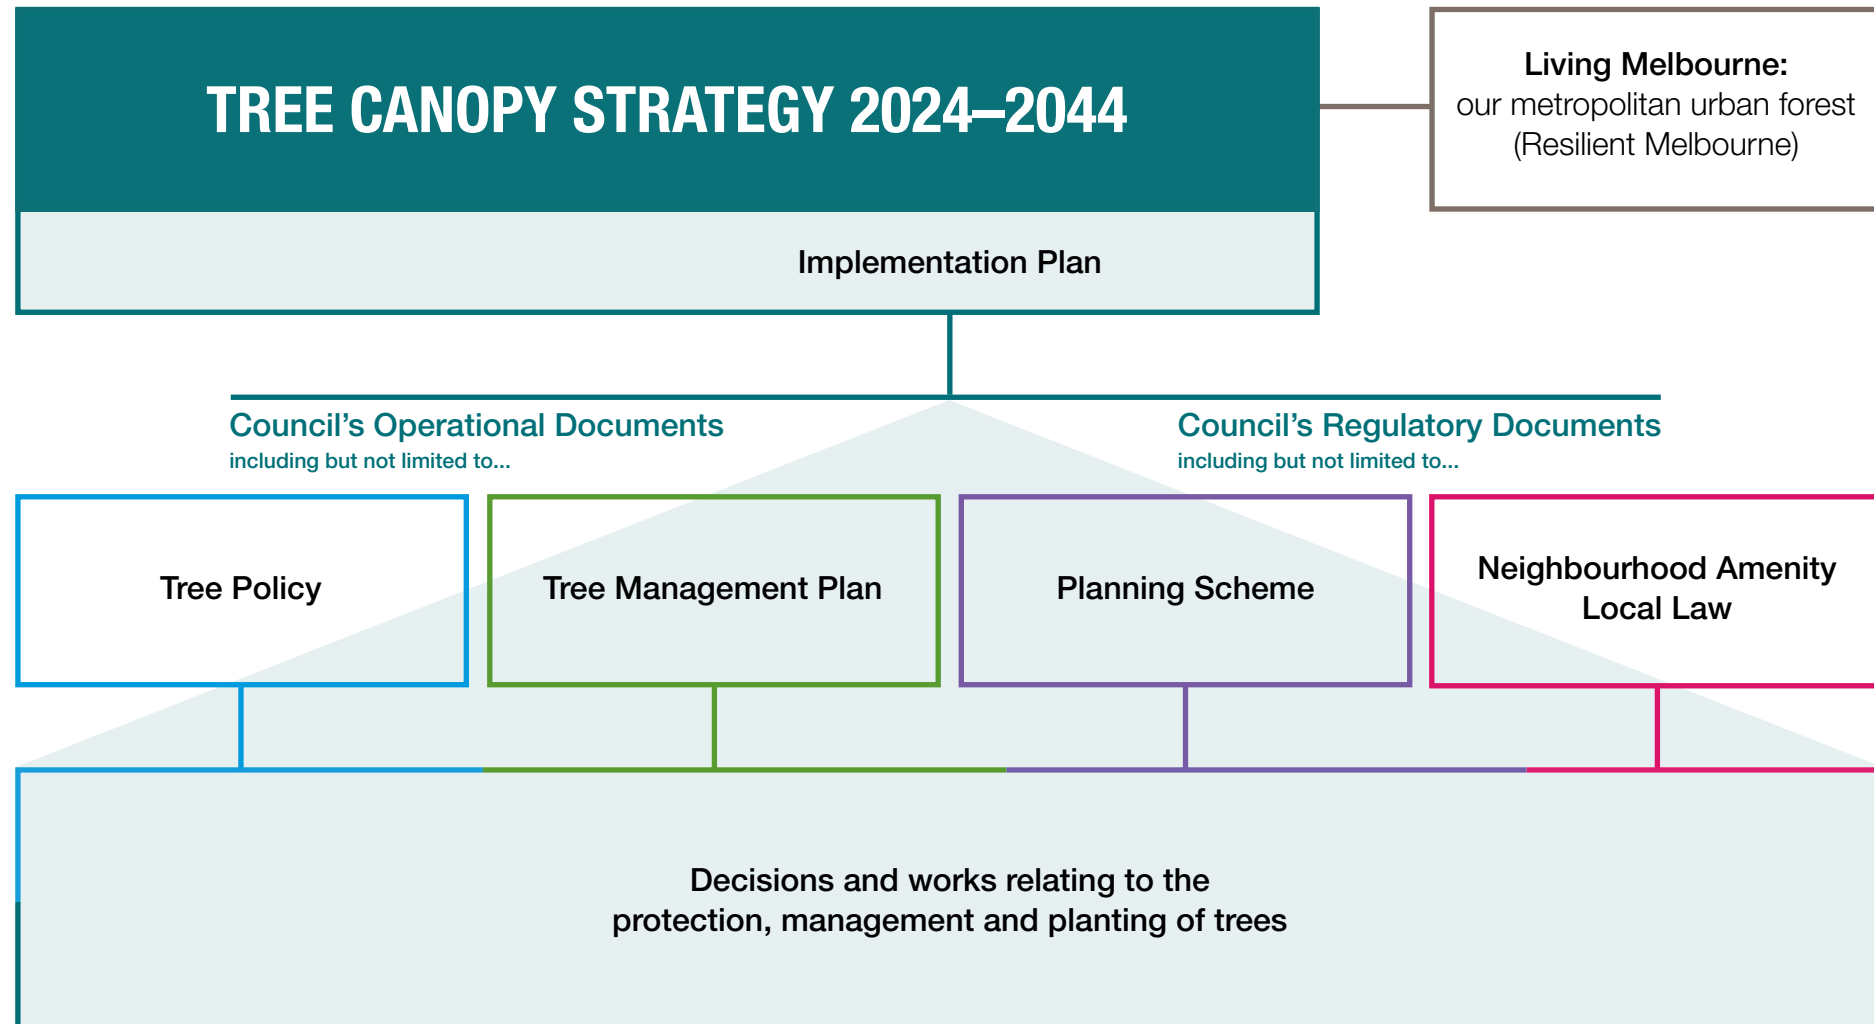 TREE CANOPY STRATEGY 2024–2044
Living Melbourne:
our metropolitan urban forest
(Resilient Melbourne)
Implementation Plan
Council’s Operational Documents
including but not limited to...
Council’s Regulatory Documents
including but not limited to...
Tree Policy
Tree Management Plan
Planning Scheme
Neighbourhood Amenity
Local Law
Decisions and works relating to the
protection, management and planting of trees